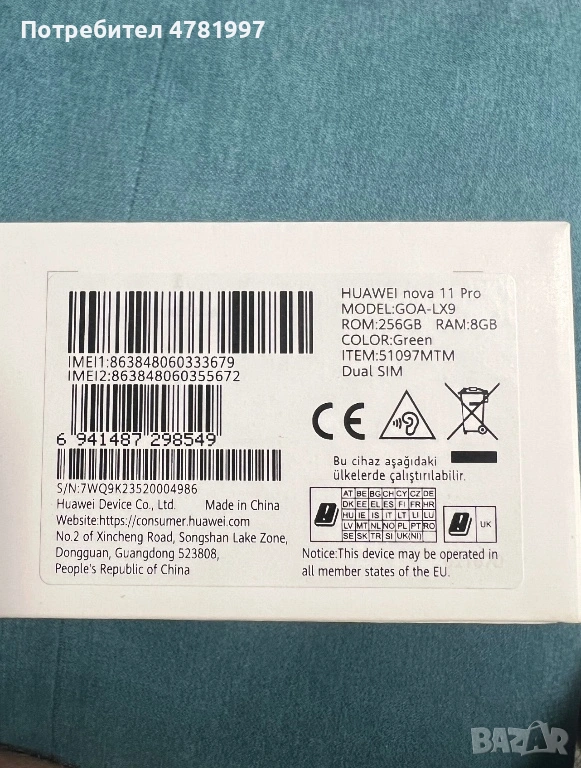 Потребител 4781997
HUAWEI nova 11 Pro
MODEL:GOA-LX9
ROM:256GB RAM:8GB
COLOR:Green
ITEM:51097MTM
Dual SIM
IMEI1:863848060333679
IMEI2:863848060355672
6 941487 298549
S/N:7WQ9K23520004986
Huawei Device Co., Ltd. Made in China
Website:https://consumer.huawei.com
No.2 of Xincheng Road, Songshan Lake Zone,
Dongguan, Guangdong 523808,
People's Republic of China
CE
Bu cihaz aşağıdaki
ülkelerde çalıştırılabilir.
AT BE BG CH CY CZ DE
DK EE EL ES FI FR HR
HU IE IS IT LT LI LU
LV MT NL NO PL PT RO
SE SK TR SI UK(NI)
UK
Notice:This device may be operated in
all member states of the EU.
BAZAR